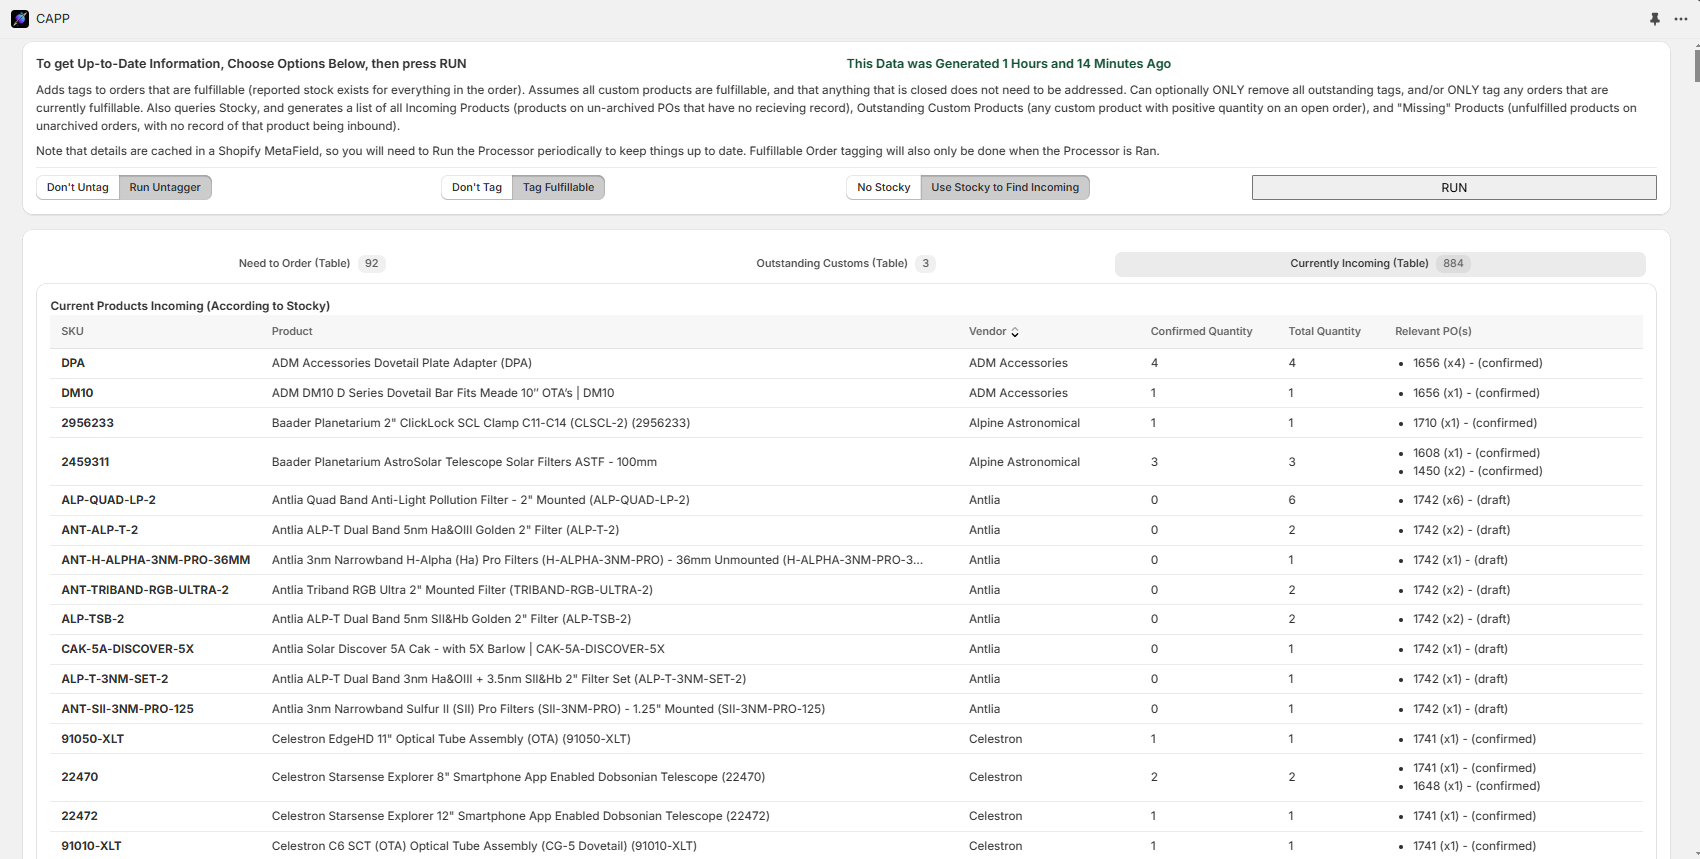 CAPP
To get Up-to-Date Information, Choose Options Below, then press RUN
This Data was Generated 1 Hours and 14 Minutes Ago
Adds tags to orders that are fulfillable (reported stock exists for everything in the order). Assumes all custom products are fulfillable, and that anything that is closed does not need to be addressed. Can optionally ONLY remove all outstanding tags, and/or ONLY tag any orders that are
currently fulfillable. Also queries Stocky, and generates a list of all Incoming Products (products on un-archived POs that have no recieving record), Outstanding Custom Products (any custom product with positive quantity on an open order), and "Missing" Products (unfulfilled products on
unarchived orders, with no record of that product being inbound).
Note that details are cached in a Shopify MetaField, so you will need to Run the Processor periodically to keep things up to date. Fulfillable Order tagging will also only be done when the Processor is Ran.
Don't Untag Run Untagger Don't Tag Tag Fulfillable No Stocky Use Stocky to Find Incoming RUN
Need to Order (Table) 92 Outstanding Customs (Table) 3 Currently Incoming (Table) 884
Current Products Incoming (According to Stocky)
SKU Product Vendor Confirmed Quantity Total Quantity Relevant PO(s)
DPA ADM Accessories Dovetail Plate Adapter (DPA) ADM Accessories 4 4 • 1656 (x4) - (confirmed)
DM10 ADM DM10 D Series Dovetail Bar Fits Meade 10″ OTA's | DM10 ADM Accessories 1 1 • 1656 (x1) - (confirmed)
2956233 Baader Planetarium 2" ClickLock SCL Clamp C11-C14 (CLSCL-2) (2956233) Alpine Astronomical 1 1 • 1710 (x1) - (confirmed)
2459311 Baader Planetarium AstroSolar Telescope Solar Filters ASTF - 100mm Alpine Astronomical 3 3 • 1608 (x1) - (confirmed)
• 1450 (x2) - (confirmed)
ALP-QUAD-LP-2 Antlia Quad Band Anti-Light Pollution Filter - 2" Mounted (ALP-QUAD-LP-2) Antlia 0 6 • 1742 (x6) - (draft)
ANT-ALP-T-2 Antlia ALP-T Dual Band 5nm Ha&OIII Golden 2" Filter (ALP-T-2) Antlia 0 2 • 1742 (x2) - (draft)
ANT-H-ALPHA-3NM-PRO-36MM Antlia 3nm Narrowband H-Alpha (Ha) Pro Filters (H-ALPHA-3NM-PRO) - 36mm Unmounted (H-ALPHA-3NM-PRO-3... Antlia 0 1 • 1742 (x1) - (draft)
ANT-TRIBAND-RGB-ULTRA-2 Antlia Triband RGB Ultra 2" Mounted Filter (TRIBAND-RGB-ULTRA-2) Antlia 0 2 • 1742 (x2) - (draft)
ALP-TSB-2 Antlia ALP-T Dual Band 5nm SII&Hb Golden 2" Filter (ALP-TSB-2) Antlia 0 2 • 1742 (x2) - (draft)
CAK-5A-DISCOVER-5X Antlia Solar Discover 5A Cak - with 5X Barlow | CAK-5A-DISCOVER-5X Antlia 0 1 • 1742 (x1) - (draft)
ALP-T-3NM-SET-2 Antlia ALP-T Dual Band 3nm Ha&OIII + 3.5nm SII&Hb 2" Filter Set (ALP-T-3NM-SET-2) Antlia 0 1 • 1742 (x1) - (draft)
ANT-SII-3NM-PRO-125 Antlia 3nm Narrowband Sulfur II (SII) Pro Filters (SII-3NM-PRO) - 1.25" Mounted (SII-3NM-PRO-125) Antlia 0 1 • 1742 (x1) - (draft)
91050-XLT Celestron EdgeHD 11" Optical Tube Assembly (OTA) (91050-XLT) Celestron 1 1 • 1741 (x1) - (confirmed)
22470 Celestron Starsense Explorer 8" Smartphone App Enabled Dobsonian Telescope (22470) Celestron 2 2 • 1741 (x1) - (confirmed)
• 1648 (x1) - (confirmed)
22472 Celestron Starsense Explorer 12" Smartphone App Enabled Dobsonian Telescope (22472) Celestron 1 1 • 1741 (x1) - (confirmed)
91010-XLT Celestron C6 SCT (OTA) Optical Tube Assembly (CG-5 Dovetail) (91010-XLT) Celestron 1 1 • 1741 (x1) - (confirmed)